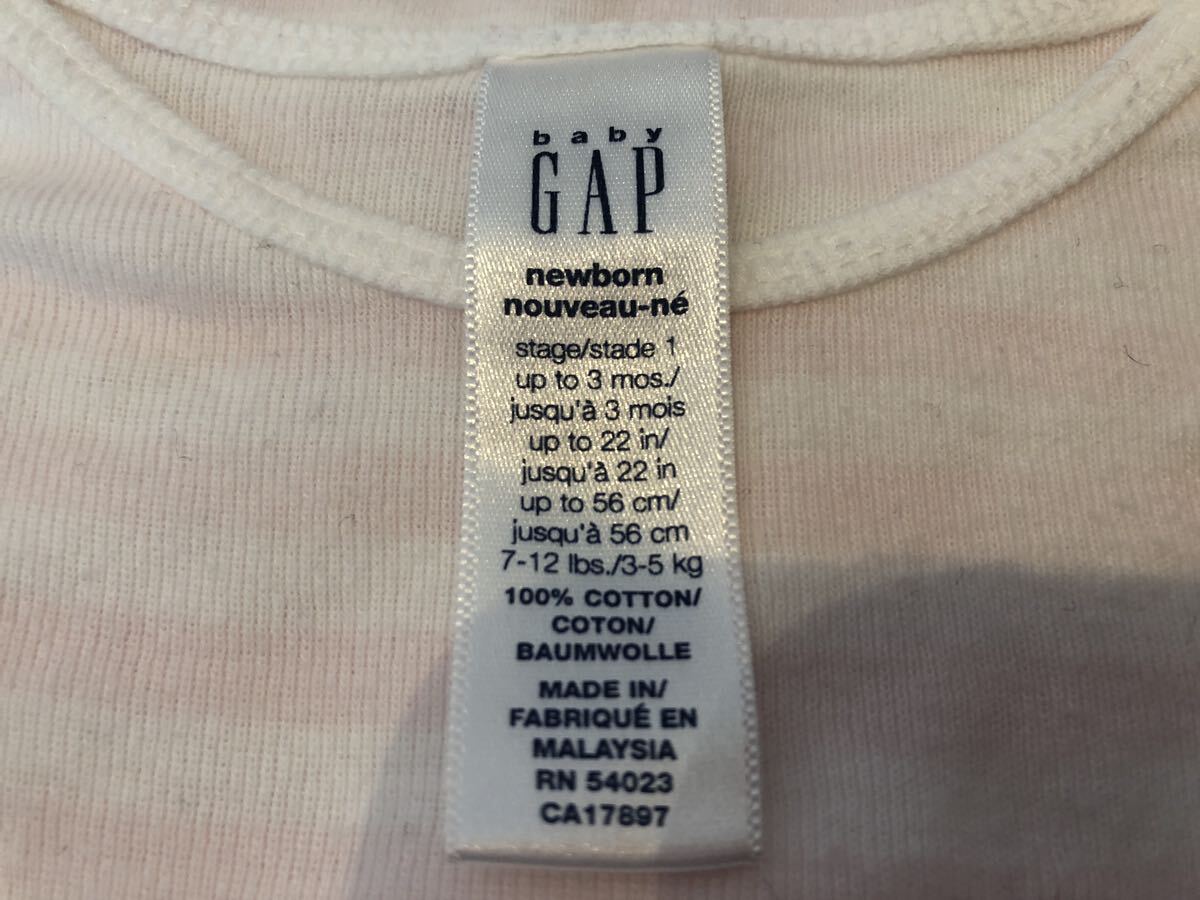 baby
GAP
newborn
nouveau-né
stage/stade 1
up to 3 mos./
jusqu'à 3 mois
up to 22 in/
jusqu'à 22 in
up to 56 cm/
jusqu'à 56 cm
7-12 lbs./3-5 kg
100% COTTON/
COTON/
BAUMWOLLE
MADE IN/
FABRIQUÉ EN
MALAYSIA
RN 54023
CA17897